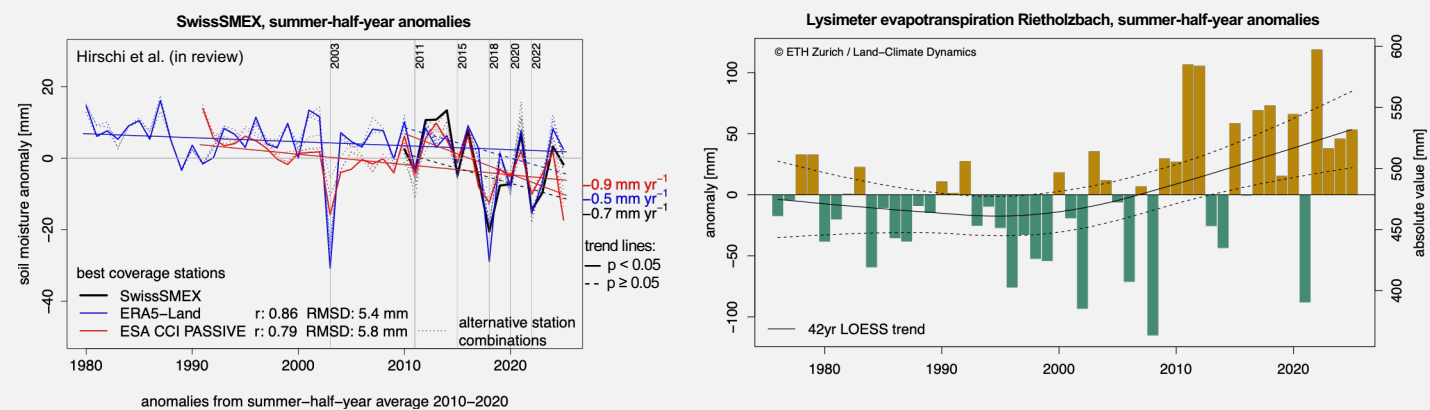 SwissSMEX, summer-half-year anomalies
Hirschi et al. (in review)
2003
2011
2015
2018
2020
2022
soil moisture anomaly [mm]
20
0
−20
−40
−0.9 mm yr⁻¹
−0.5 mm yr⁻¹
−0.7 mm yr⁻¹
trend lines:
p < 0.05
p ≥ 0.05
best coverage stations
SwissSMEX
ERA5−Land r: 0.86 RMSD: 5.4 mm
ESA CCI PASSIVE r: 0.79 RMSD: 5.8 mm
alternative station
combinations
1980 1990 2000 2010 2020
anomalies from summer−half−year average 2010−2020
Lysimeter evapotranspiration Rietholzbach, summer-half-year anomalies
© ETH Zurich / Land−Climate Dynamics
anomaly [mm]
100
50
0
−50
−100
absolute value [mm]
600
550
500
450
400
42yr LOESS trend
1980 1990 2000 2010 2020